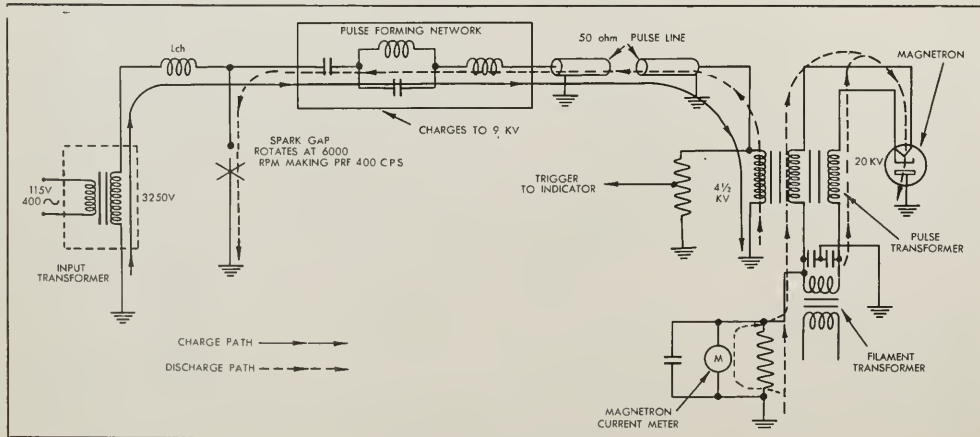 Lch
PULSE FORMING NETWORK
50 ohm PULSE LINE
MAGNETRON
CHARGES TO 9 KV
SPARK GAP
ROTATES AT 6000
RPM MAKING PRF 400 CPS
115V
400
3250V
INPUT
TRANSFORMER
TRIGGER
TO INDICATOR
4½
KV
20 KV
PULSE
TRANSFORMER
FILAMENT
TRANSFORMER
CHARGE PATH
DISCHARGE PATH
M
MAGNETRON
CURRENT METER